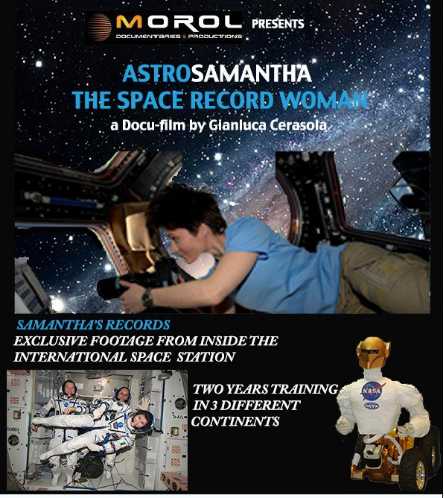 MOROL PRESENTS
DOCUMENTARIES & PRODUCTIONS
ASTROSAMANTHA
THE SPACE RECORD WOMAN
a Docu-film by Gianluca Cerasola
SAMANTHA'S RECORDS
EXCLUSIVE FOOTAGE FROM INSIDE THE
INTERNATIONAL SPACE STATION
TWO YEARS TRAINING
IN 3 DIFFERENT
CONTINENTS
NASA